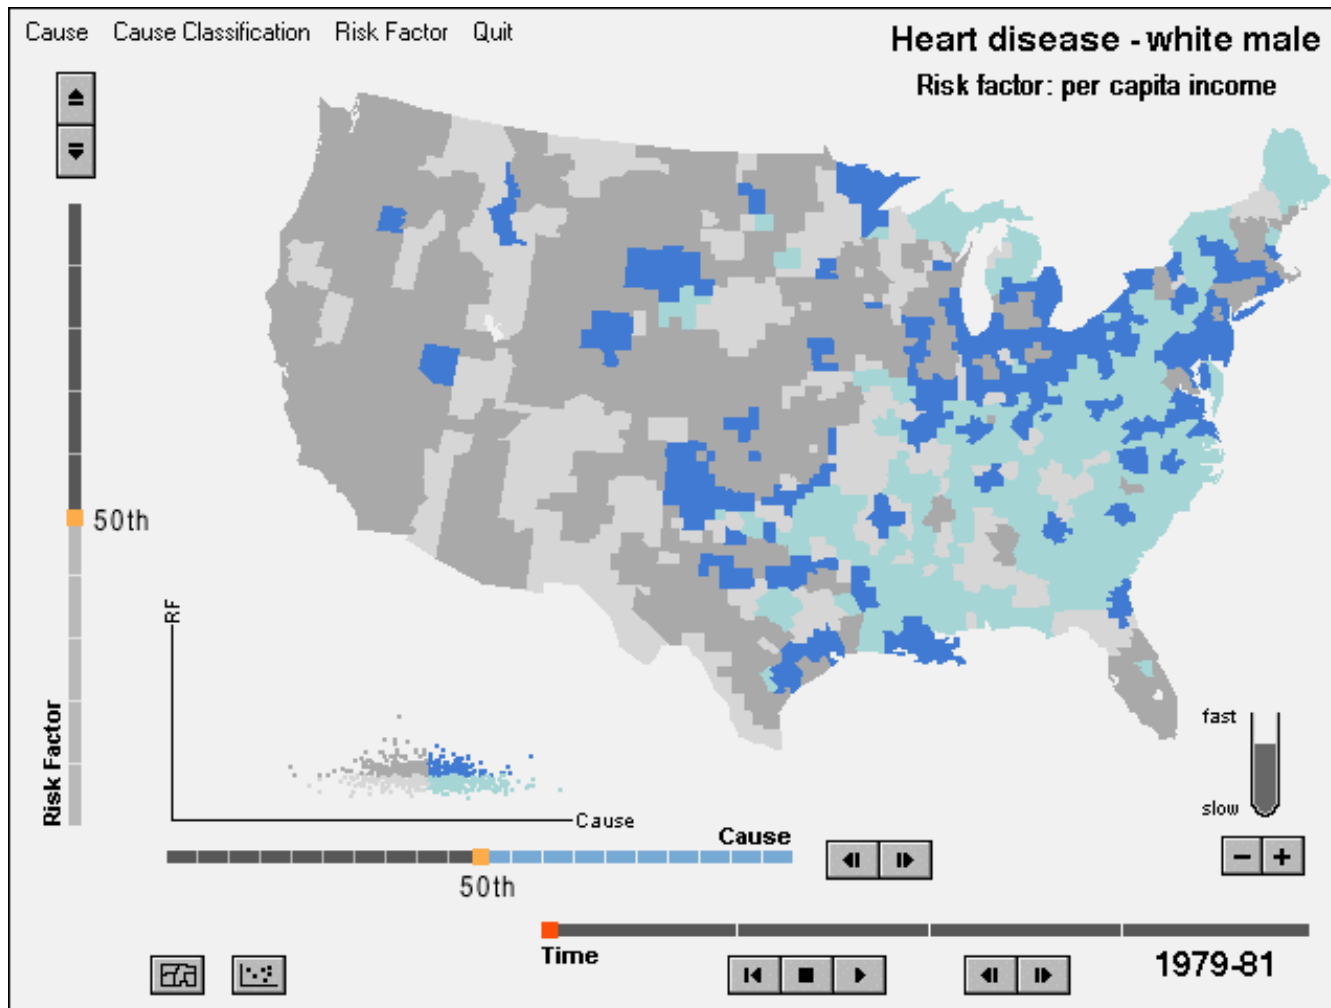 Cause Cause Classification Risk Factor Quit
Heart disease - white male
Risk factor: per capita income
50th
RF
Risk Factor
fast
slow
Cause
Cause
50th
Time
1979-81